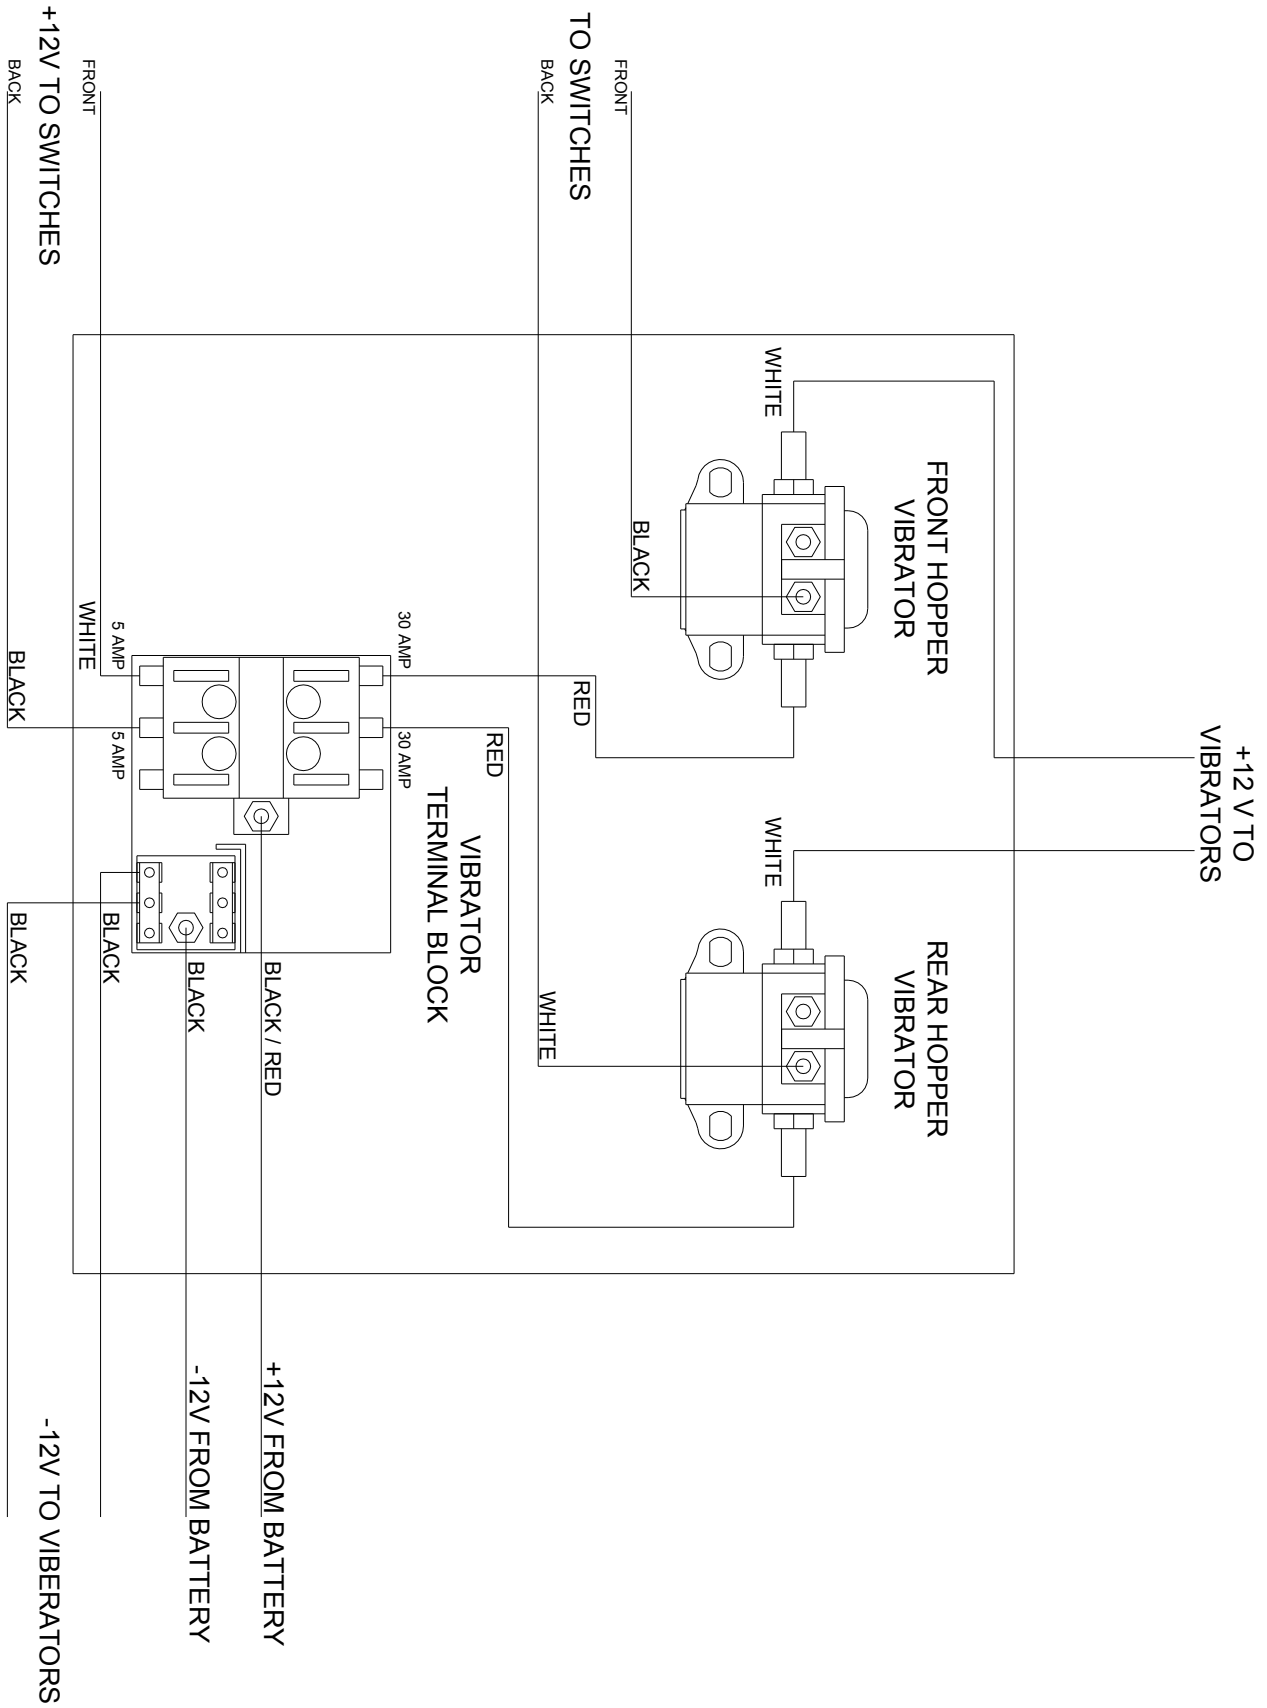 +12 V TO
VIBRATORS
FRONT HOPPER
VIBRATOR
REAR HOPPER
VIBRATOR
WHITE
WHITE
FRONT
BLACK
TO SWITCHES
BACK
RED
WHITE
RED
VIBRATOR
TERMINAL BLOCK
30 AMP
30 AMP
BLACK / RED
+12V FROM BATTERY
BLACK
-12V FROM BATTERY
5 AMP
5 AMP
FRONT
WHITE
BLACK
+12V TO SWITCHES
-12V TO VIBERATORS
BACK
BLACK
BLACK